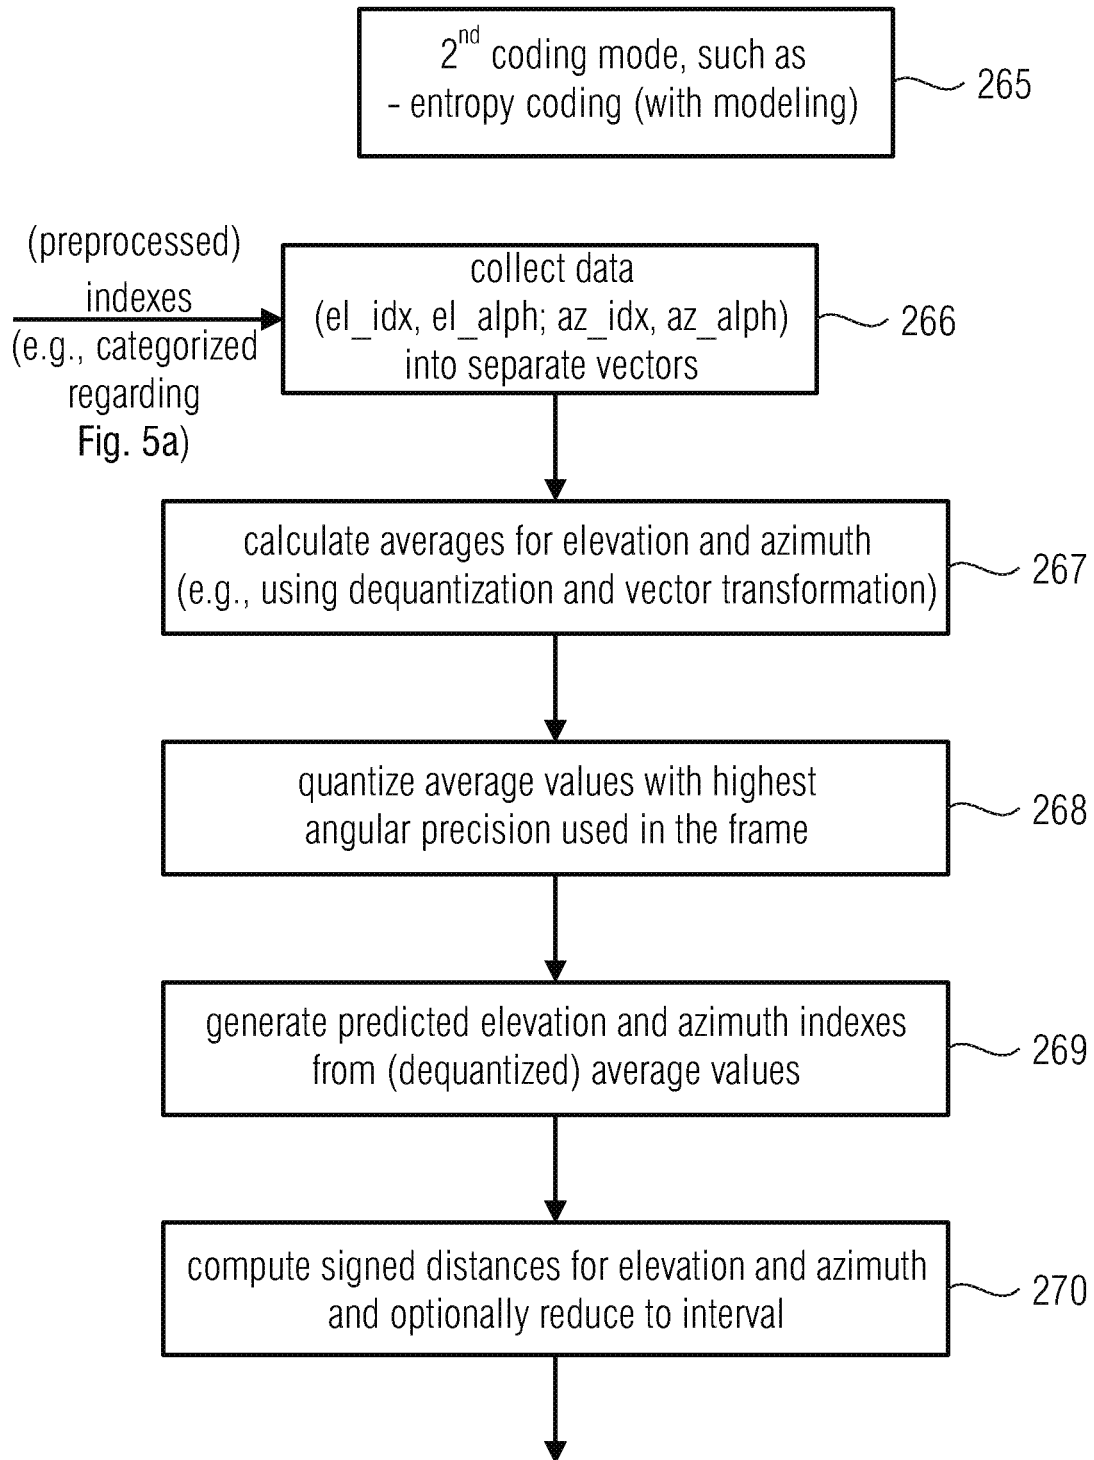 2nd coding mode, such as
- entropy coding (with modeling)
265
(preprocessed)
indexes
(e.g., categorized
regarding
Fig. 5a)
collect data
(el_idx, el_alph; az_idx, az_alph)
into separate vectors
266
calculate averages for elevation and azimuth
(e.g., using dequantization and vector transformation)
267
quantize average values with highest
angular precision used in the frame
268
generate predicted elevation and azimuth indexes
from (dequantized) average values
269
compute signed distances for elevation and azimuth
and optionally reduce to interval
270